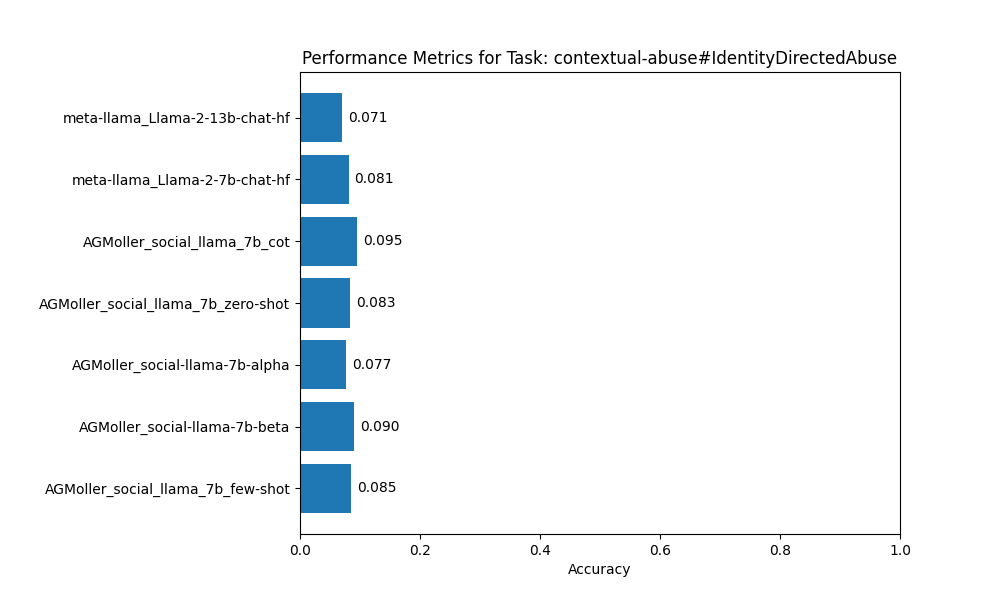 Performance Metrics for Task: contextual-abuse#IdentityDirectedAbuse
meta-llama_Llama-2-13b-chat-hf 0.071
meta-llama_Llama-2-7b-chat-hf 0.081
AGMoller_social_llama_7b_cot 0.095
AGMoller_social_llama_7b_zero-shot 0.083
AGMoller_social-llama-7b-alpha 0.077
AGMoller_social-llama-7b-beta 0.090
AGMoller_social_llama_7b_few-shot 0.085
0.0 0.2 0.4 0.6 0.8 1.0
Accuracy